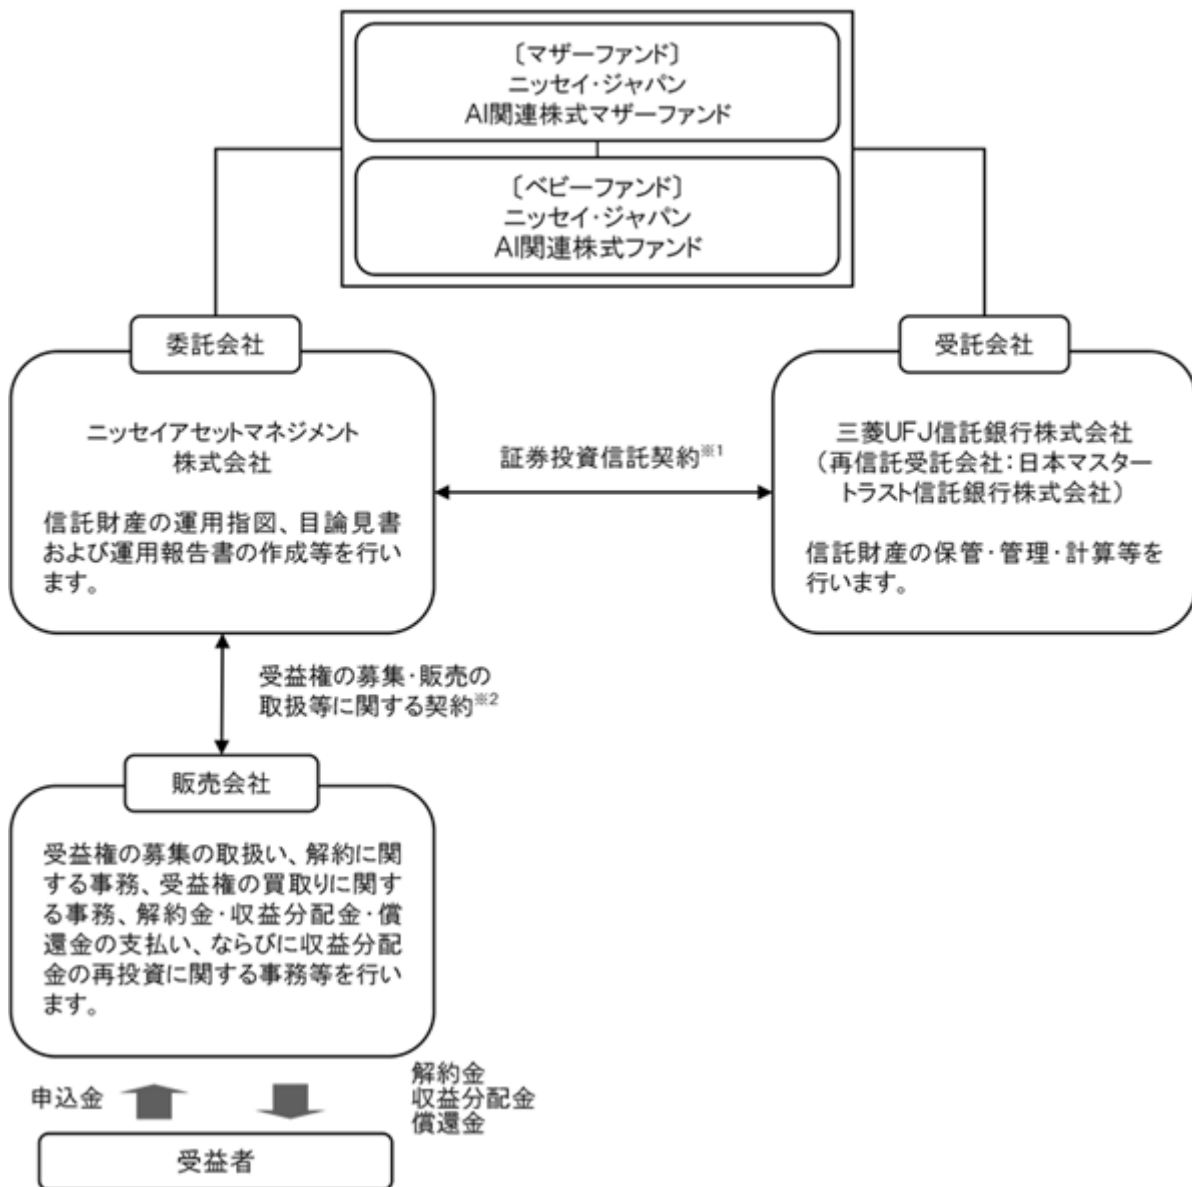 〔マザーファンド〕
ニッセイ・ジャパン
AI関連株式マザーファンド
〔ベビーファンド〕
ニッセイ・ジャパン
AI関連株式ファンド
委託会社
ニッセイアセットマネジメント
株式会社
信託財産の運用指図、目論見書
および運用報告書の作成等を行い
ます。
証券投資信託契約※1
受託会社
三菱UFJ信託銀行株式会社
（再信託受託会社：日本マスター
トラスト信託銀行株式会社）
信託財産の保管・管理・計算等を
行います。
受益権の募集・販売の
取扱等に関する契約※2
販売会社
受益権の募集の取扱い、解約に関
する事務、受益権の買取りに関す
る事務、解約金・収益分配金・償
還金の支払い、ならびに収益分配
金の再投資に関する事務等を行い
ます。
申込金
解約金
収益分配金
償還金
受益者